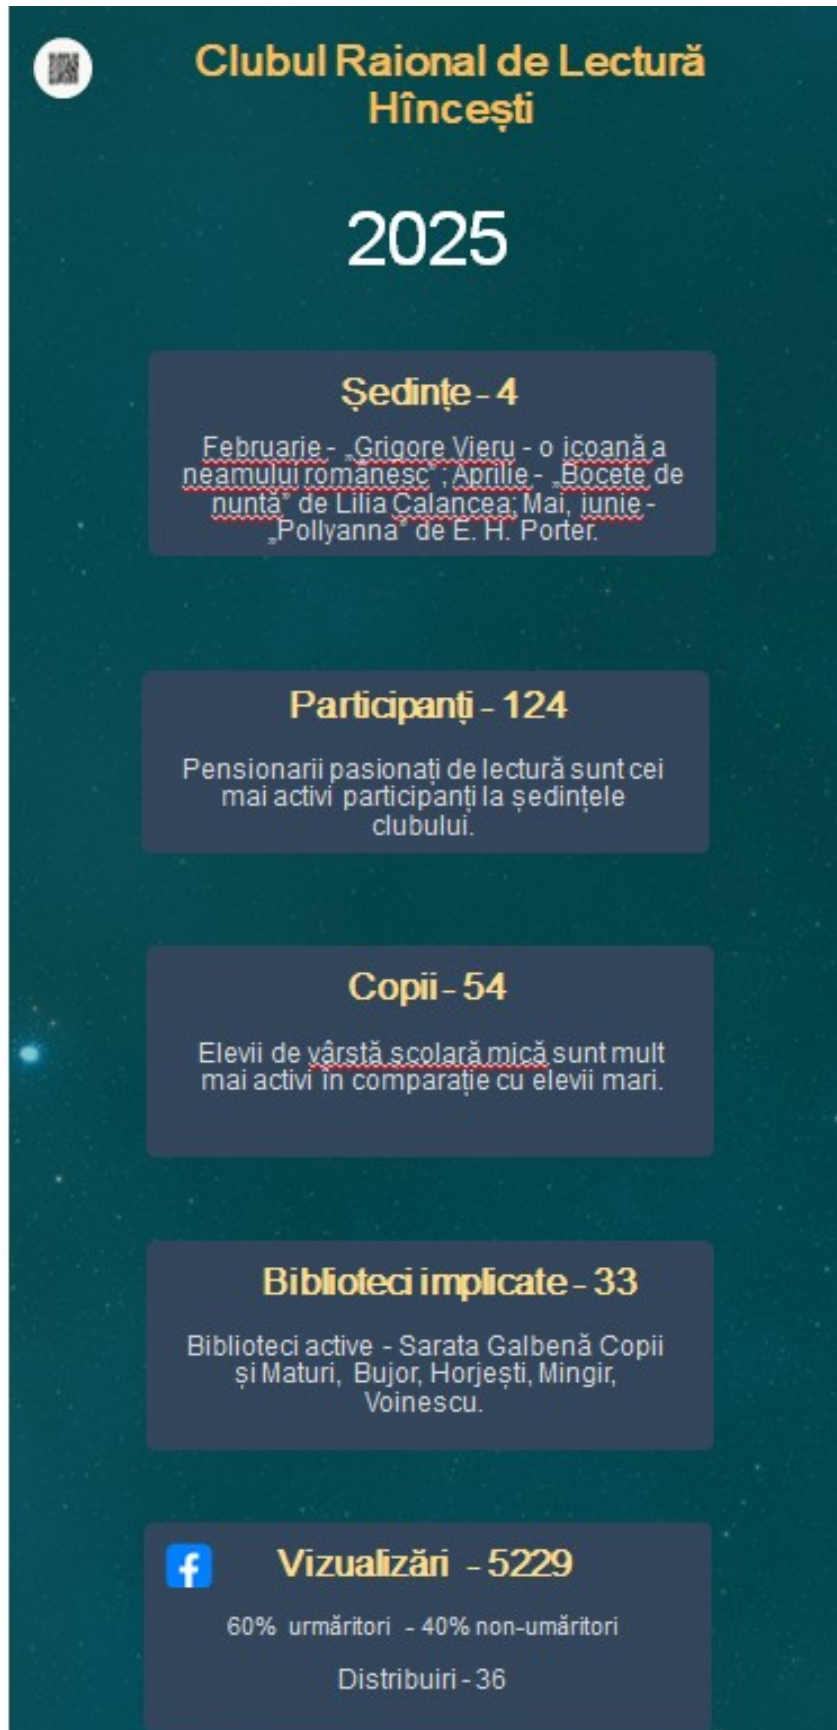 Clubul Raional de Lectură
Hîncești
2025
Ședințe - 4
Februarie - „Grigore Vieru - o icoană a
neamului românesc” ; Aprilie - „Bocete de
nuntă” de Lilia Calancea; Mai, iunie -
„Pollyanna” de E. H. Porter.
Participanți - 124
Pensionarii pasionați de lectură sunt cei
mai activi participanți la ședințele
clubului.
Copii - 54
Elevii de vârstă școlară mică sunt mult
mai activi în comparație cu elevii mari.
Biblioteci implicate - 33
Biblioteci active - Sarata Galbenă Copii
și Maturi, Bujor, Horjești, Mingir,
Voinescu.
Vizualizări - 5229
60% urmăritori - 40% non-umăritori
Distribuiri - 36